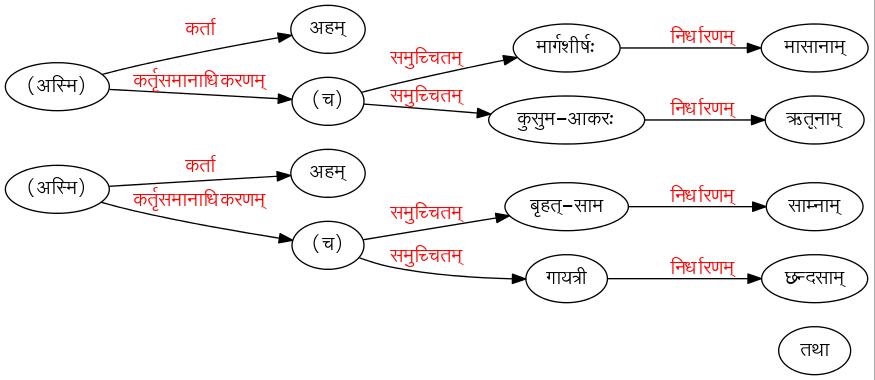 कर्ता
अहम्
(अस्मि)
कर्तृसमानाधिकरणम्
(च)
समुच्चितम्
मार्गशीर्षः
निर्धारणम्
मासानाम्
समुच्चितम्
कुसुम-आकरः
निर्धारणम्
ऋतूनाम्
(अस्मि)
कर्ता
अहम्
कर्तृसमानाधिकरणम्
(च)
समुच्चितम्
बृहत्-साम
निर्धारणम्
साम्नाम्
समुच्चितम्
गायत्री
निर्धारणम्
छन्दसाम्
तथा